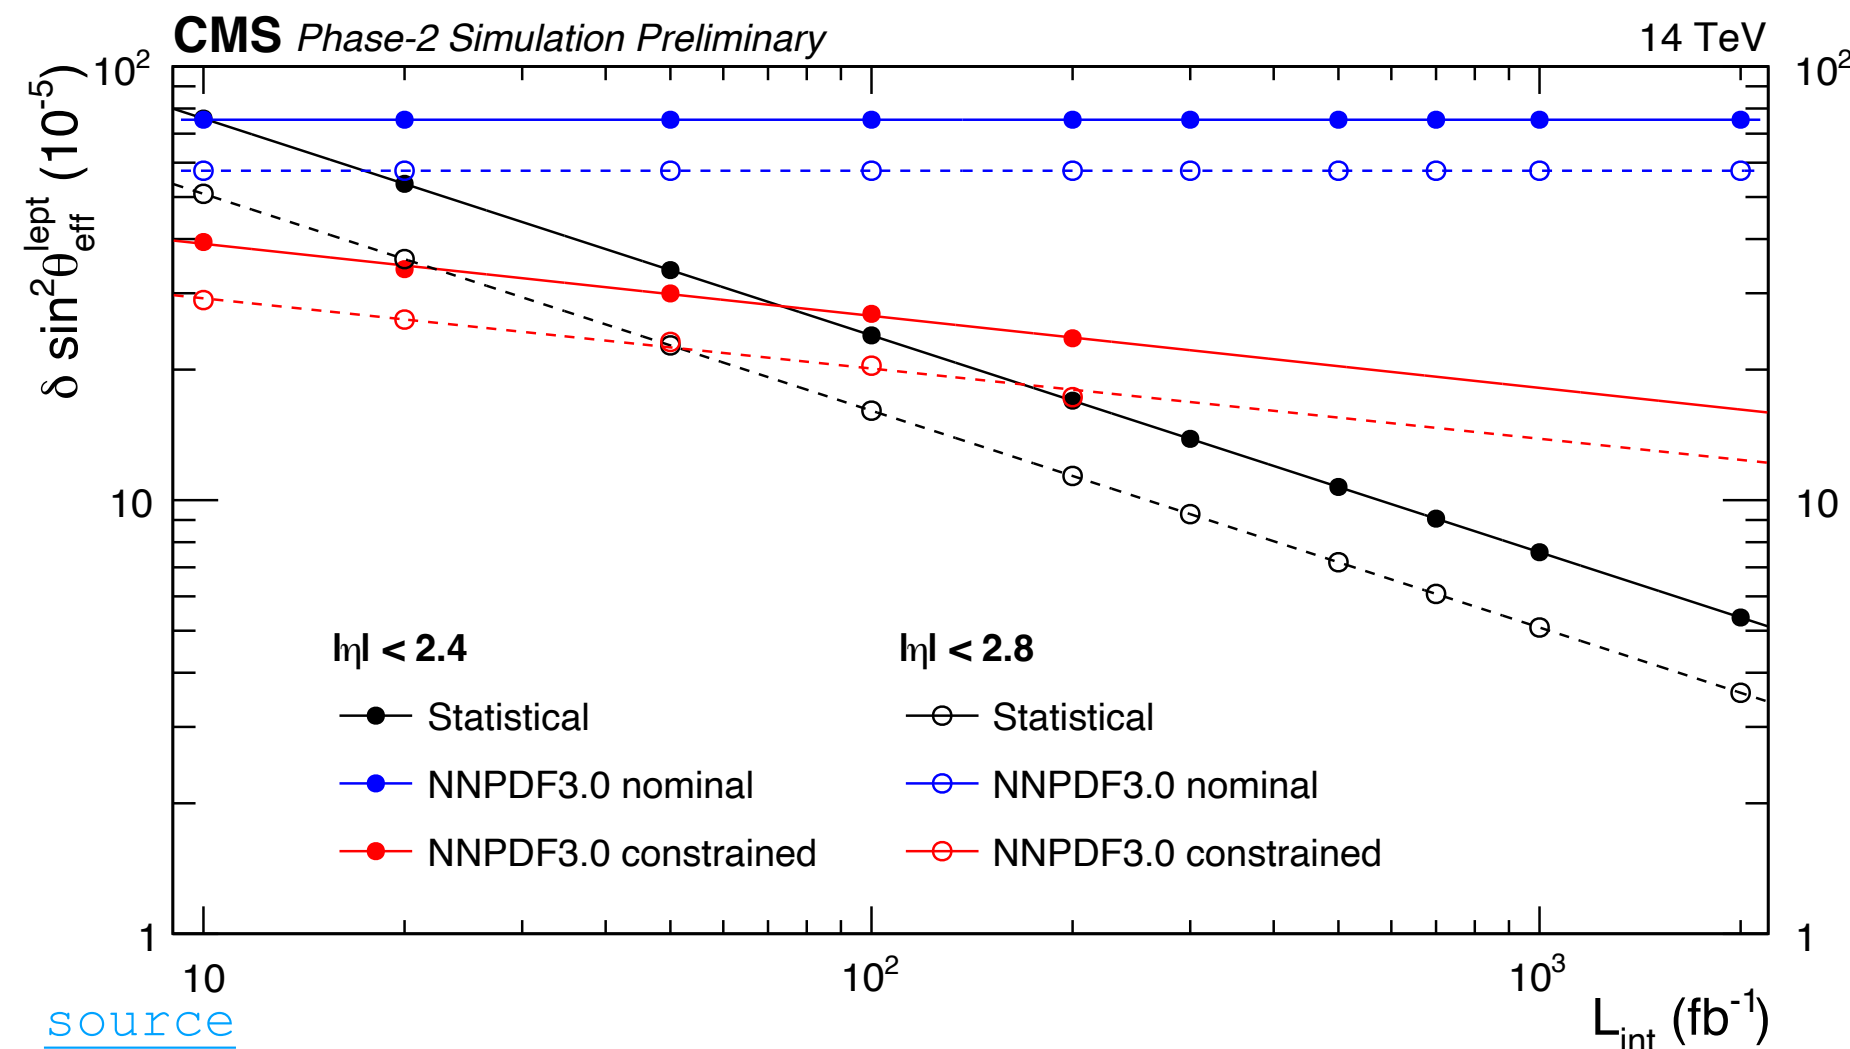 CMS Phase-2 Simulation Preliminary 14 TeV
δ sin²θ_eff^lept (10⁻⁵)
10² 10²
10 10
1 1
|η| < 2.4 |η| < 2.8
Statistical Statistical
NNPDF3.0 nominal NNPDF3.0 nominal
NNPDF3.0 constrained NNPDF3.0 constrained
10 10² 10³
L_int (fb⁻¹)
source